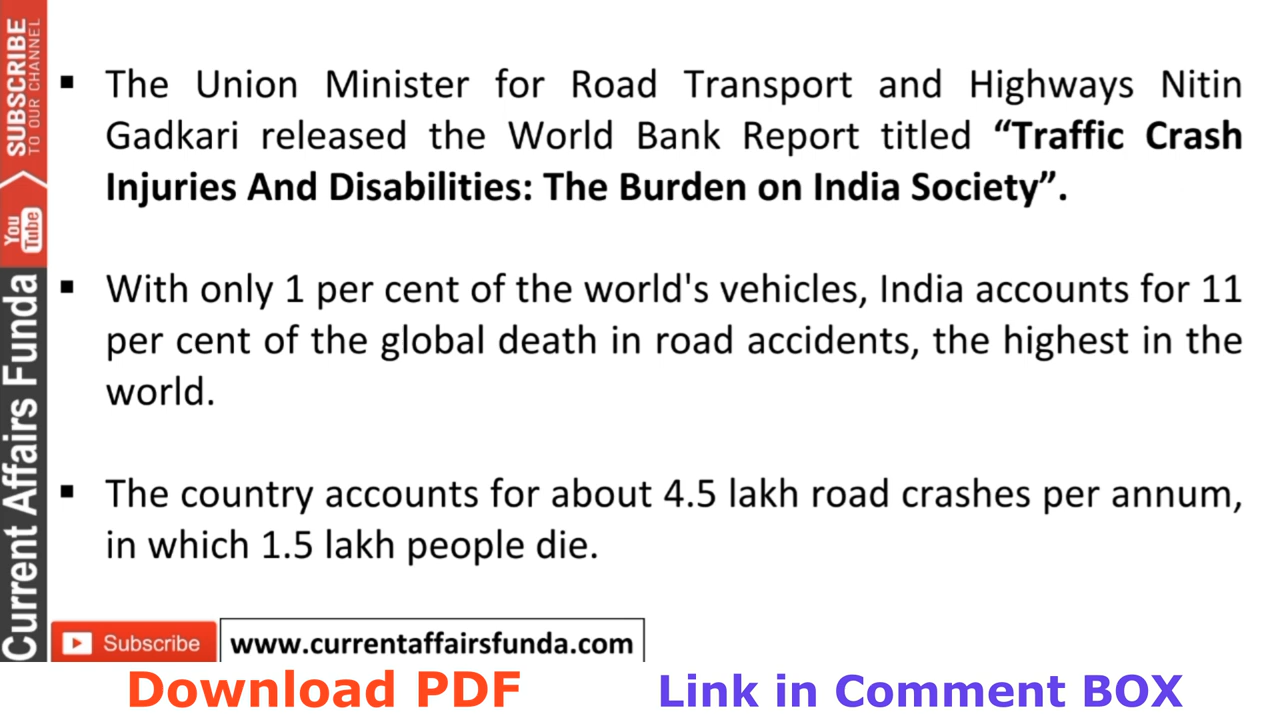 SUBSCRIBE
TO OUR CHANNEL
You
Tube
Current Affairs Funda
▪ The Union Minister for Road Transport and Highways Nitin
Gadkari released the World Bank Report titled “Traffic Crash
Injuries And Disabilities: The Burden on India Society”.
▪ With only 1 per cent of the world's vehicles, India accounts for 11
per cent of the global death in road accidents, the highest in the
world.
▪ The country accounts for about 4.5 lakh road crashes per annum,
in which 1.5 lakh people die.
Subscribe
www.currentaffairsfunda.com
Download PDF
Link in Comment BOX